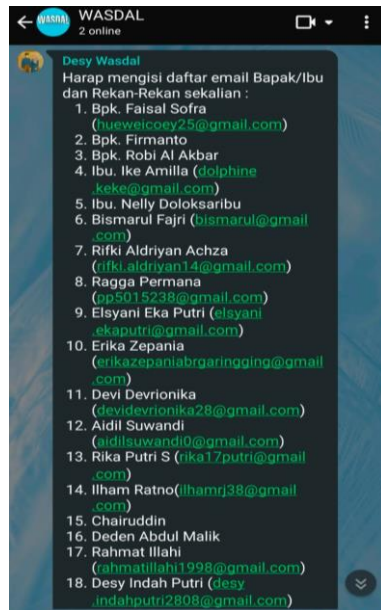 WASDAL
WASDAL
2 online
Desy Wasdal
Harap mengisi daftar email Bapak/Ibu
dan Rekan-Rekan sekalian :
1. Bpk. Faisal Sofra
(hueweicoey25@gmail.com)
2. Bpk. Firmanto
3. Bpk. Robi Al Akbar
4. Ibu. Ike Amilla (dolphine
.keke@gmail.com)
5. Ibu. Nelly Doloksaribu
6. Bismarul Fajri (bismarul@gmail
.com)
7. Rifki Aldriyan Achza
(rifki.aldriyan14@gmail.com)
8. Ragga Permana
(pp5015238@gmail.com)
9. Elsyani Eka Putri (elsyani
.ekaputri@gmail.com)
10. Erika Zepania
(erikazepaniabrgaringging@gmail
.com)
11. Devi Devrionika
(devidevrionika28@gmail.com)
12. Aidil Suwandi
(aidilsuwandi0@gmail.com)
13. Rika Putri S (rika17putri@gmail
.com)
14. Ilham Ratno(ilhamrj38@gmail
.com)
15. Chairuddin
16. Deden Abdul Malik
17. Rahmat Illahi
(rahmatillahi1998@gmail.com)
18. Desy Indah Putri (desy
.indahputri2808@gmail.com)